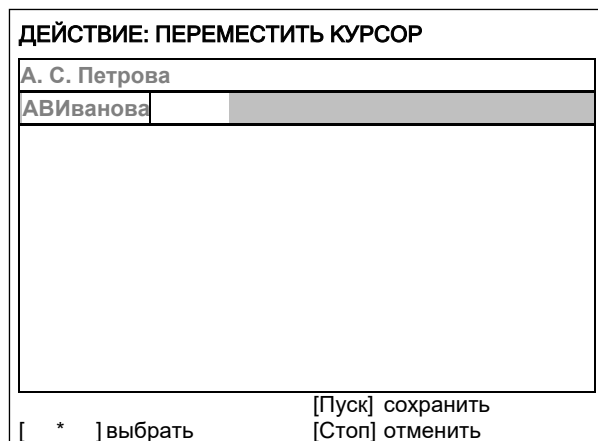 ДЕЙСТВИЕ: ПЕРЕМЕСТИТЬ КУРСОР
А. С. Петрова
АВИванова
[Пуск] сохранить
[ * ] выбрать [Стоп] отменить